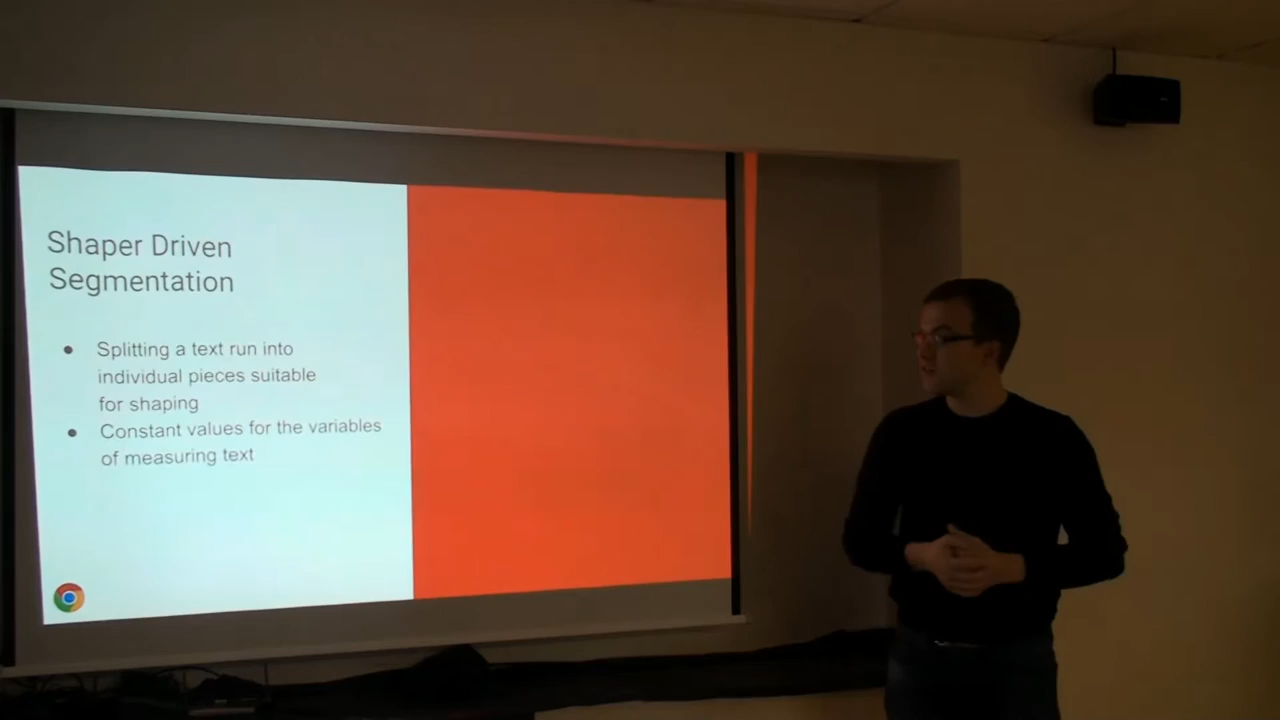 Shaper Driven
Segmentation
● Splitting a text run into
individual pieces suitable
for shaping
● Constant values for the variables
of measuring text